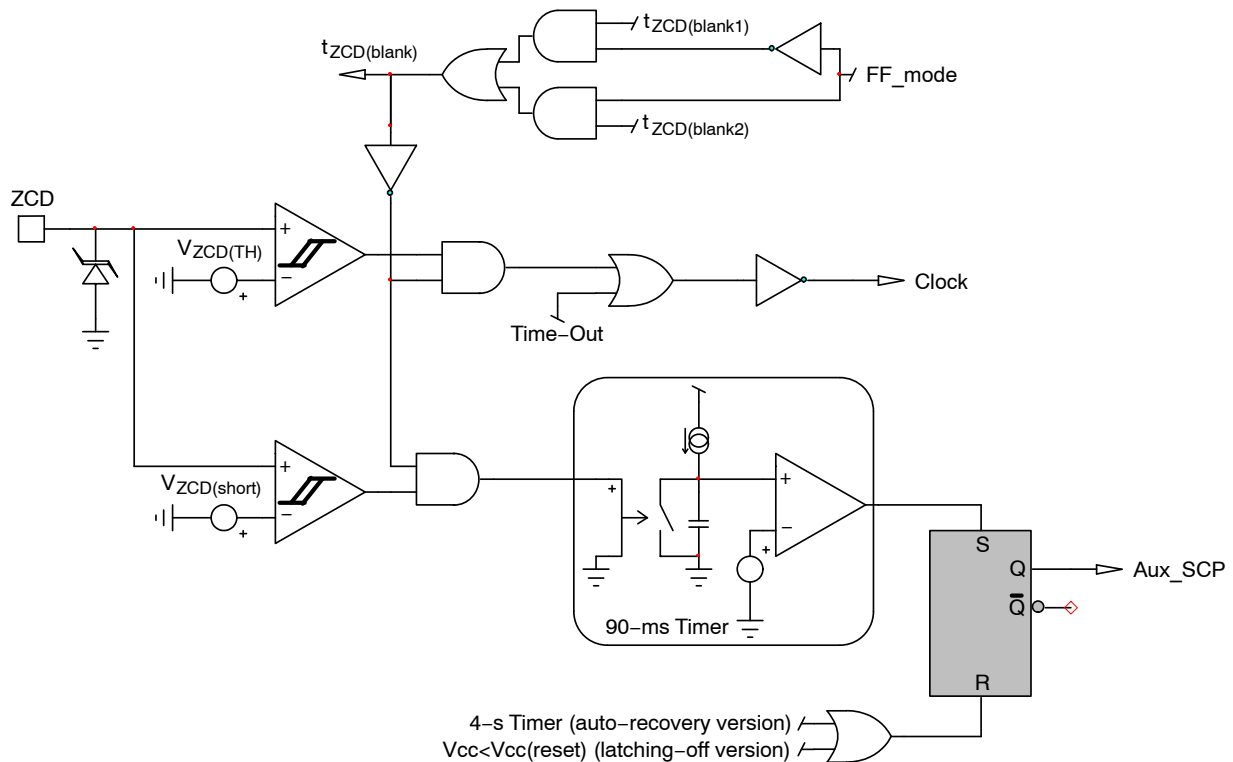 tZCD(blank1)
tZCD(blank)
FF_mode
tZCD(blank2)
ZCD
+
VZCD(TH)
−
+
Clock
Time−Out
+
VZCD(short)
−
+
+
+
−
+
S
Q
Aux_SCP
Q̅
90−ms Timer
R
4−s Timer (auto−recovery version)
Vcc<Vcc(reset) (latching−off version)